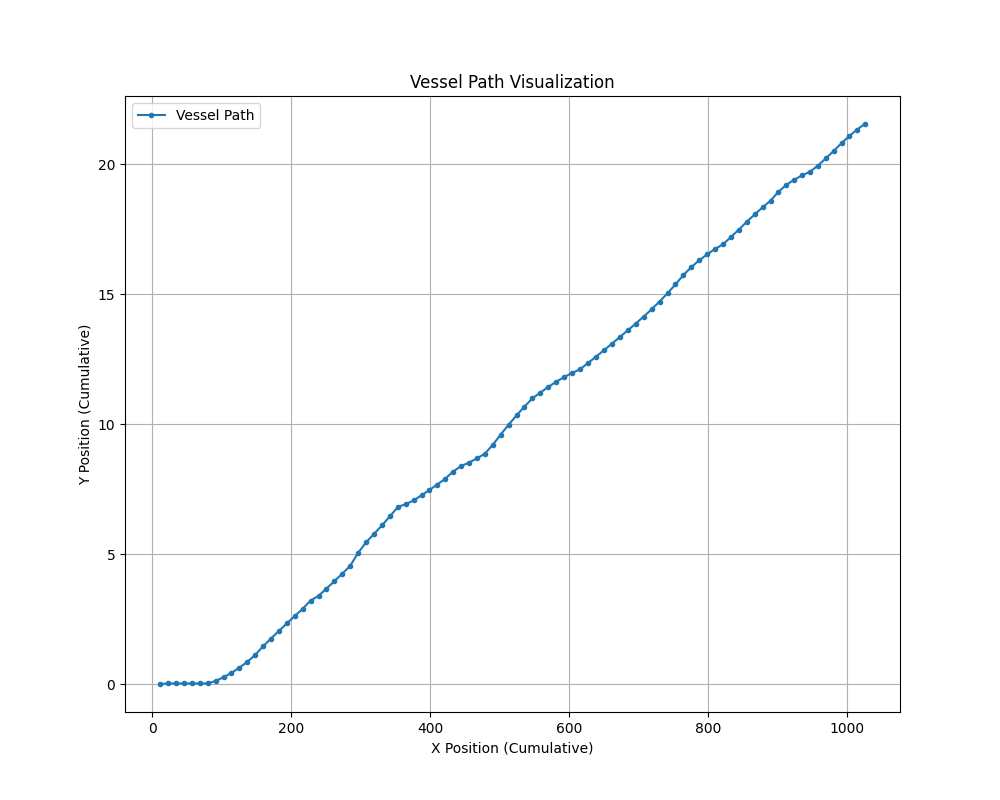 Vessel Path Visualization
Vessel Path
Y Position (Cumulative)
20
15
10
5
0
0 200 400 600 800 1000
X Position (Cumulative)